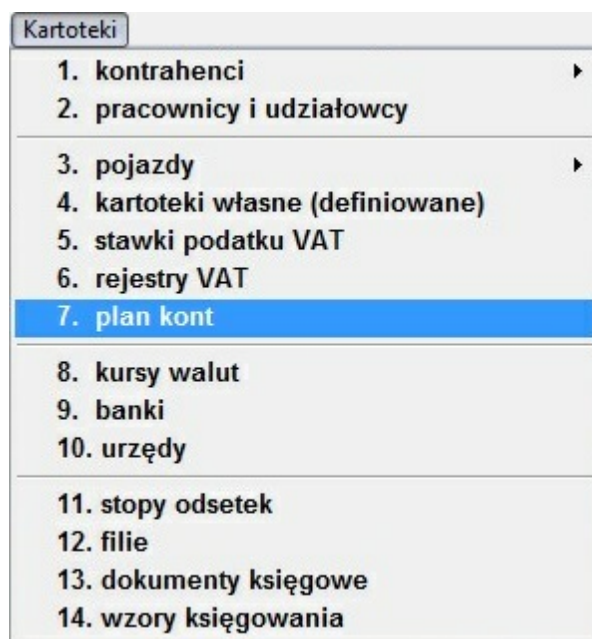 Kartoteki
1. kontrahenci
2. pracownicy i udziałowcy
3. pojazdy
4. kartoteki własne (definiowane)
5. stawki podatku VAT
6. rejestry VAT
7. plan kont
8. kursy walut
9. banki
10. urzędy
11. stopy odsetek
12. filie
13. dokumenty księgowe
14. wzory księgowania